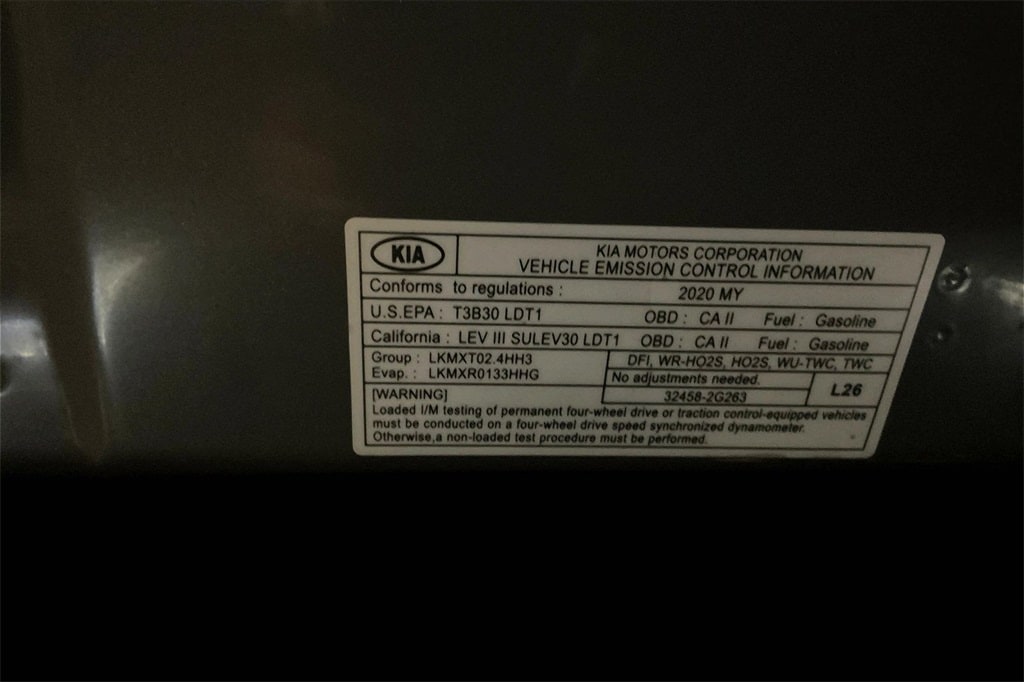 KIA
KIA MOTORS CORPORATION
VEHICLE EMISSION CONTROL INFORMATION
Conforms to regulations : 2020 MY
U.S.EPA : T3B30 LDT1 OBD : CA II Fuel : Gasoline
California : LEV III SULEV30 LDT1 OBD : CA II Fuel : Gasoline
Group : LKMXT02.4HH3
Evap. : LKMXR0133HHG
DFI, WR-HO2S, HO2S, WU-TWC, TWC
No adjustments needed.
32458-2G263
L26
[WARNING]
Loaded I/M testing of permanent four-wheel drive or traction control-equipped vehicles
must be conducted on a four-wheel drive speed synchronized dynamometer.
Otherwise,a non-loaded test procedure must be performed.